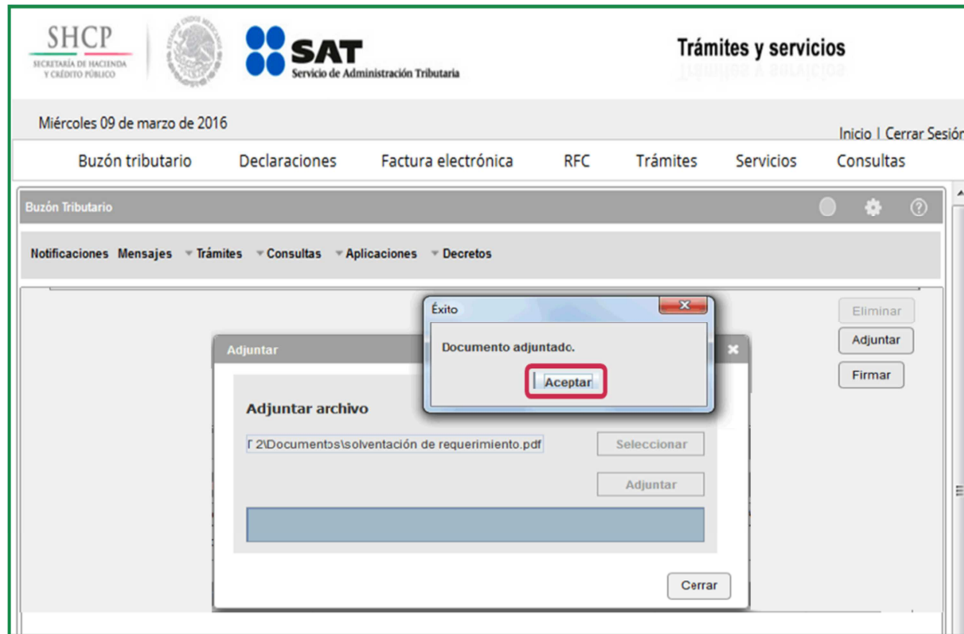 SHCP
SECRETARÍA DE HACIENDA
Y CRÉDITO PÚBLICO
SAT
Servicio de Administración Tributaria
Trámites y servicios
Miércoles 09 de marzo de 2016
Inicio | Cerrar Sesión
Buzón tributario Declaraciones Factura electrónica RFC Trámites Servicios Consultas
Buzón Tributario
Notificaciones Mensajes Trámites Consultas Aplicaciones Decretos
Eliminar
Adjuntar
Firmar
Éxito
Documento adjuntado.
Aceptar
Adjuntar
Adjuntar archivo
2\Documentos\solventación de requerimiento.pdf
Seleccionar
Adjuntar
Cerrar